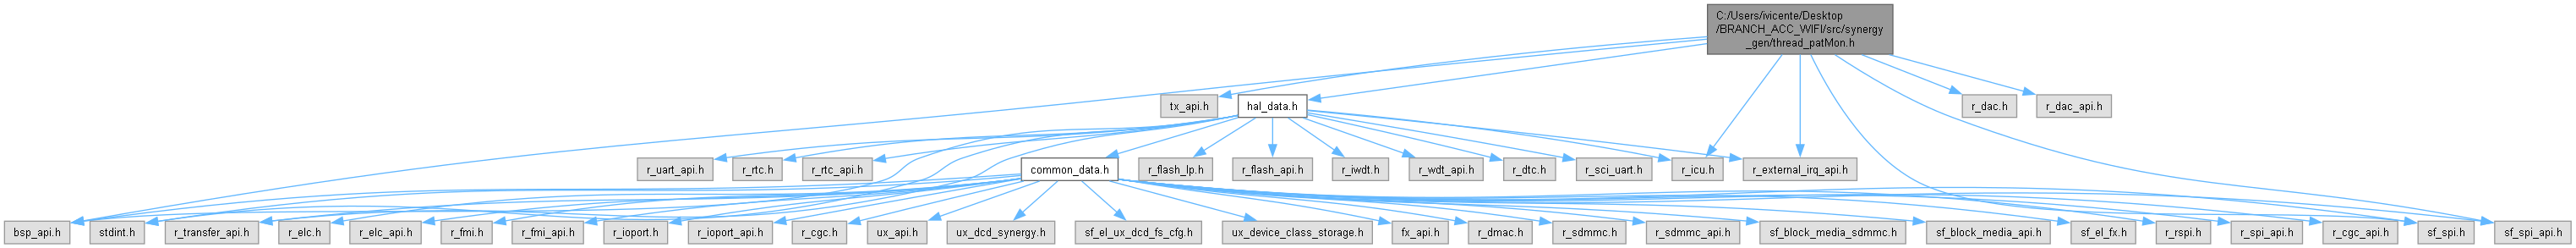 C:/Users/ivicente/Desktop
/BRANCH_ACC_WIFI/src/synergy
_gen/thread_patMon.h
tx_api.h
hal_data.h
r_dac.h
r_dac_api.h
r_uart_api.h
r_rtc.h
r_rtc_api.h
common_data.h
r_flash_lp.h
r_flash_api.h
r_iwdt.h
r_wdt_api.h
r_dtc.h
r_sci_uart.h
r_icu.h
r_external_irq_api.h
bsp_api.h
stdint.h
r_transfer_api.h
r_elc.h
r_elc_api.h
r_fmi.h
r_fmi_api.h
r_ioport.h
r_ioport_api.h
r_cgc.h
ux_api.h
ux_dcd_synergy.h
sf_el_ux_dcd_fs_cfg.h
ux_device_class_storage.h
fx_api.h
r_dmac.h
r_sdmmc.h
r_sdmmc_api.h
sf_block_media_sdmmc.h
sf_block_media_api.h
sf_el_fx.h
r_rspi.h
r_spi_api.h
r_cgc_api.h
sf_spi.h
sf_spi_api.h